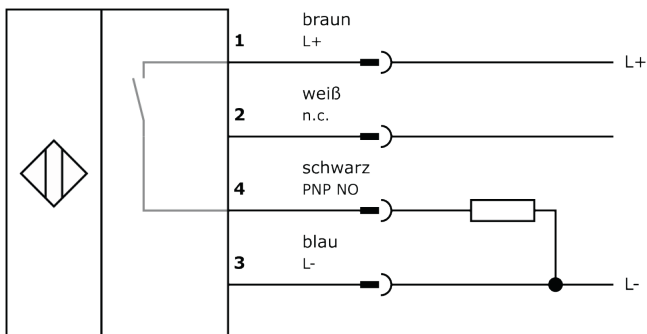 braun
1 L+ L+
weiß
2 n.c.
schwarz
4 PNP NO
blau
3 L- L-